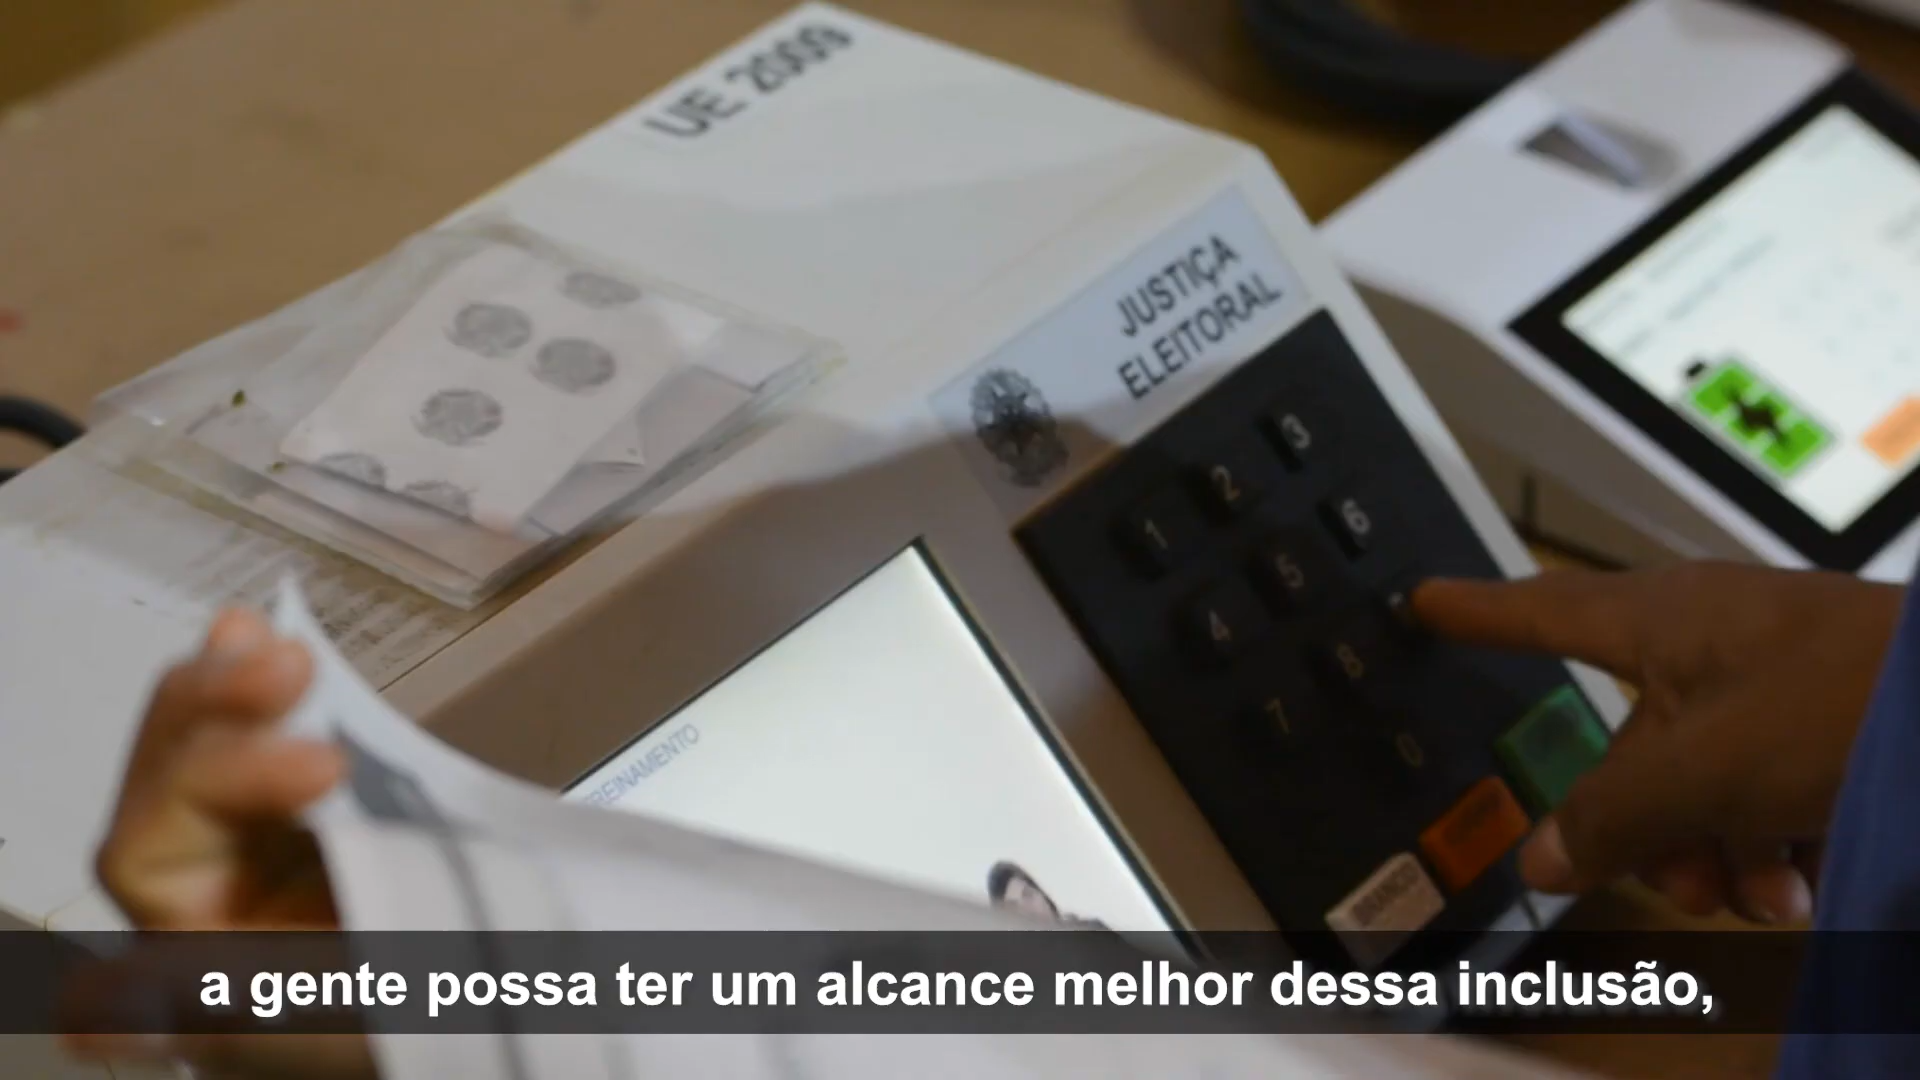 UE 2009
JUSTIÇA
ELEITORAL
1 2 3
4 5 6
7 8
0
BRANCO
TREINAMENTO
a gente possa ter um alcance melhor dessa inclusão,